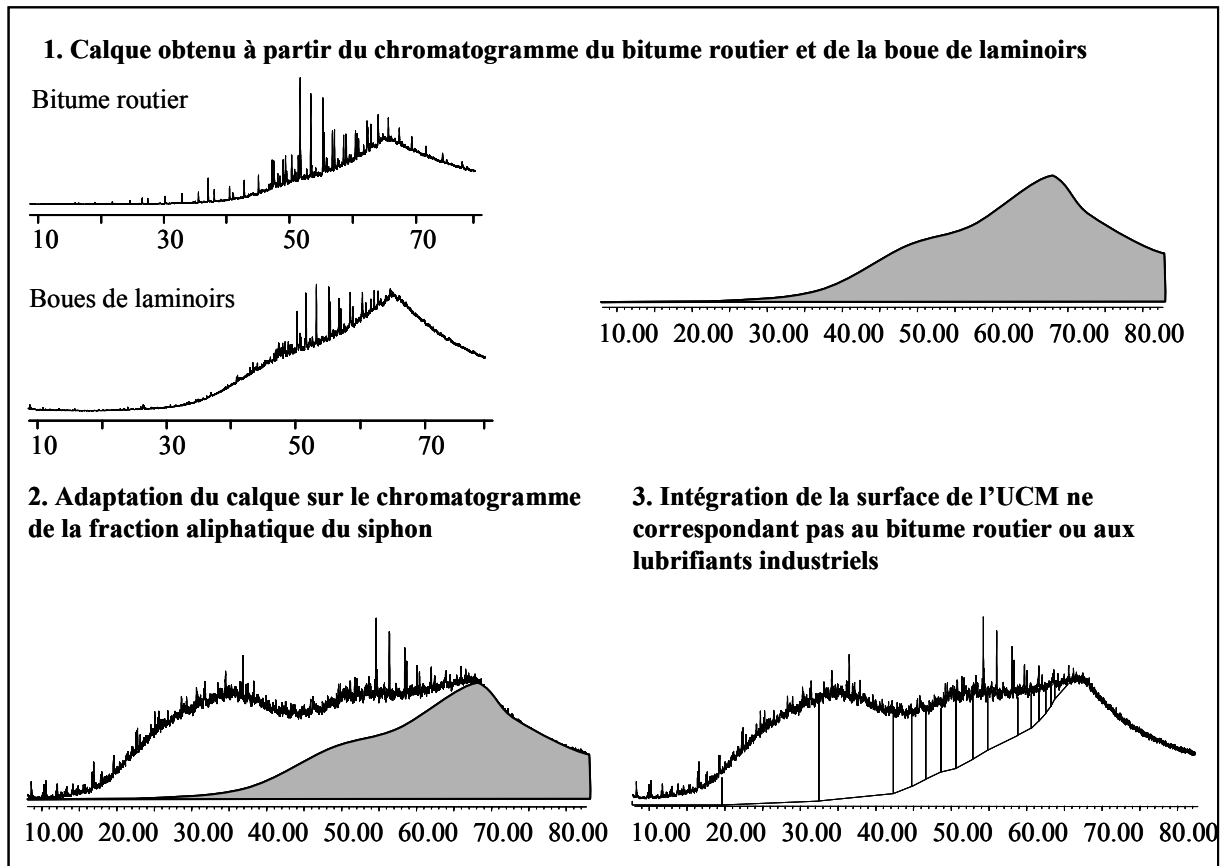 1. Calque obtenu à partir du chromatogramme du bitume routier et de la boue de laminoirs
Bitume routier
10 30 50 70
Boues de laminoirs
10 30 50 70
10.00 20.00 30.00 40.00 50.00 60.00 70.00 80.00
2. Adaptation du calque sur le chromatogramme
de la fraction aliphatique du siphon
10.00 20.00 30.00 40.00 50.00 60.00 70.00 80.00
3. Intégration de la surface de l’UCM ne
correspondant pas au bitume routier ou aux
lubrifiants industriels
10.00 20.00 30.00 40.00 50.00 60.00 70.00 80.00